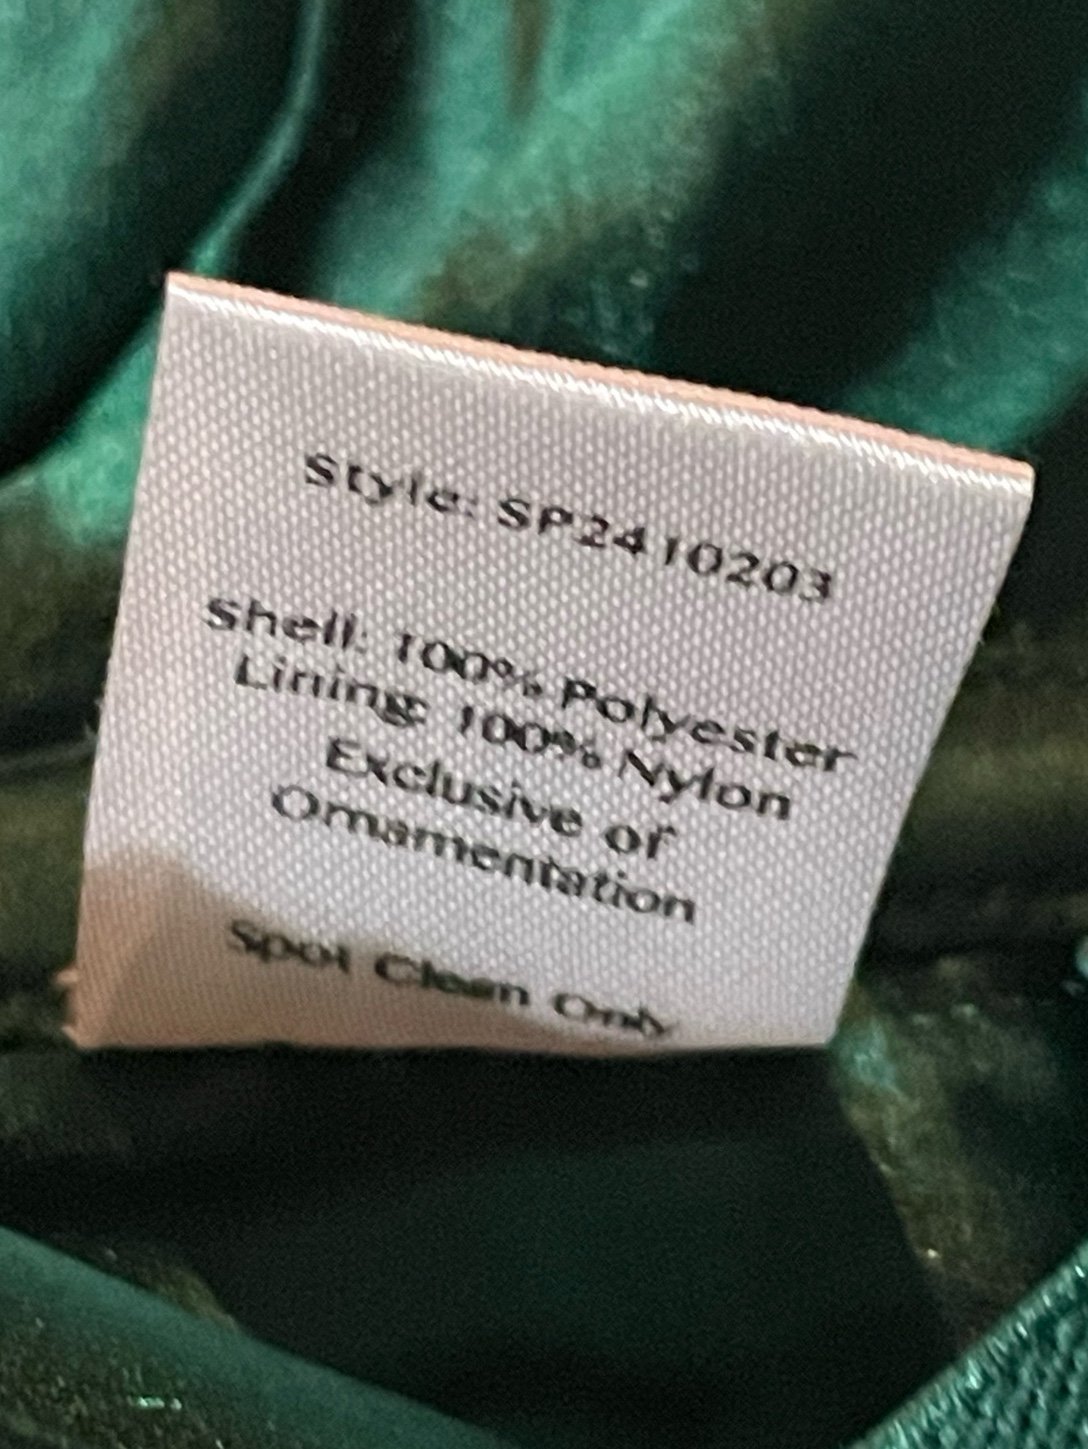 Style: SP2410203
Shell: 100% Polyester
Lining: 100% Nylon
Exclusive of
Ornamentation
Spot Clean Only